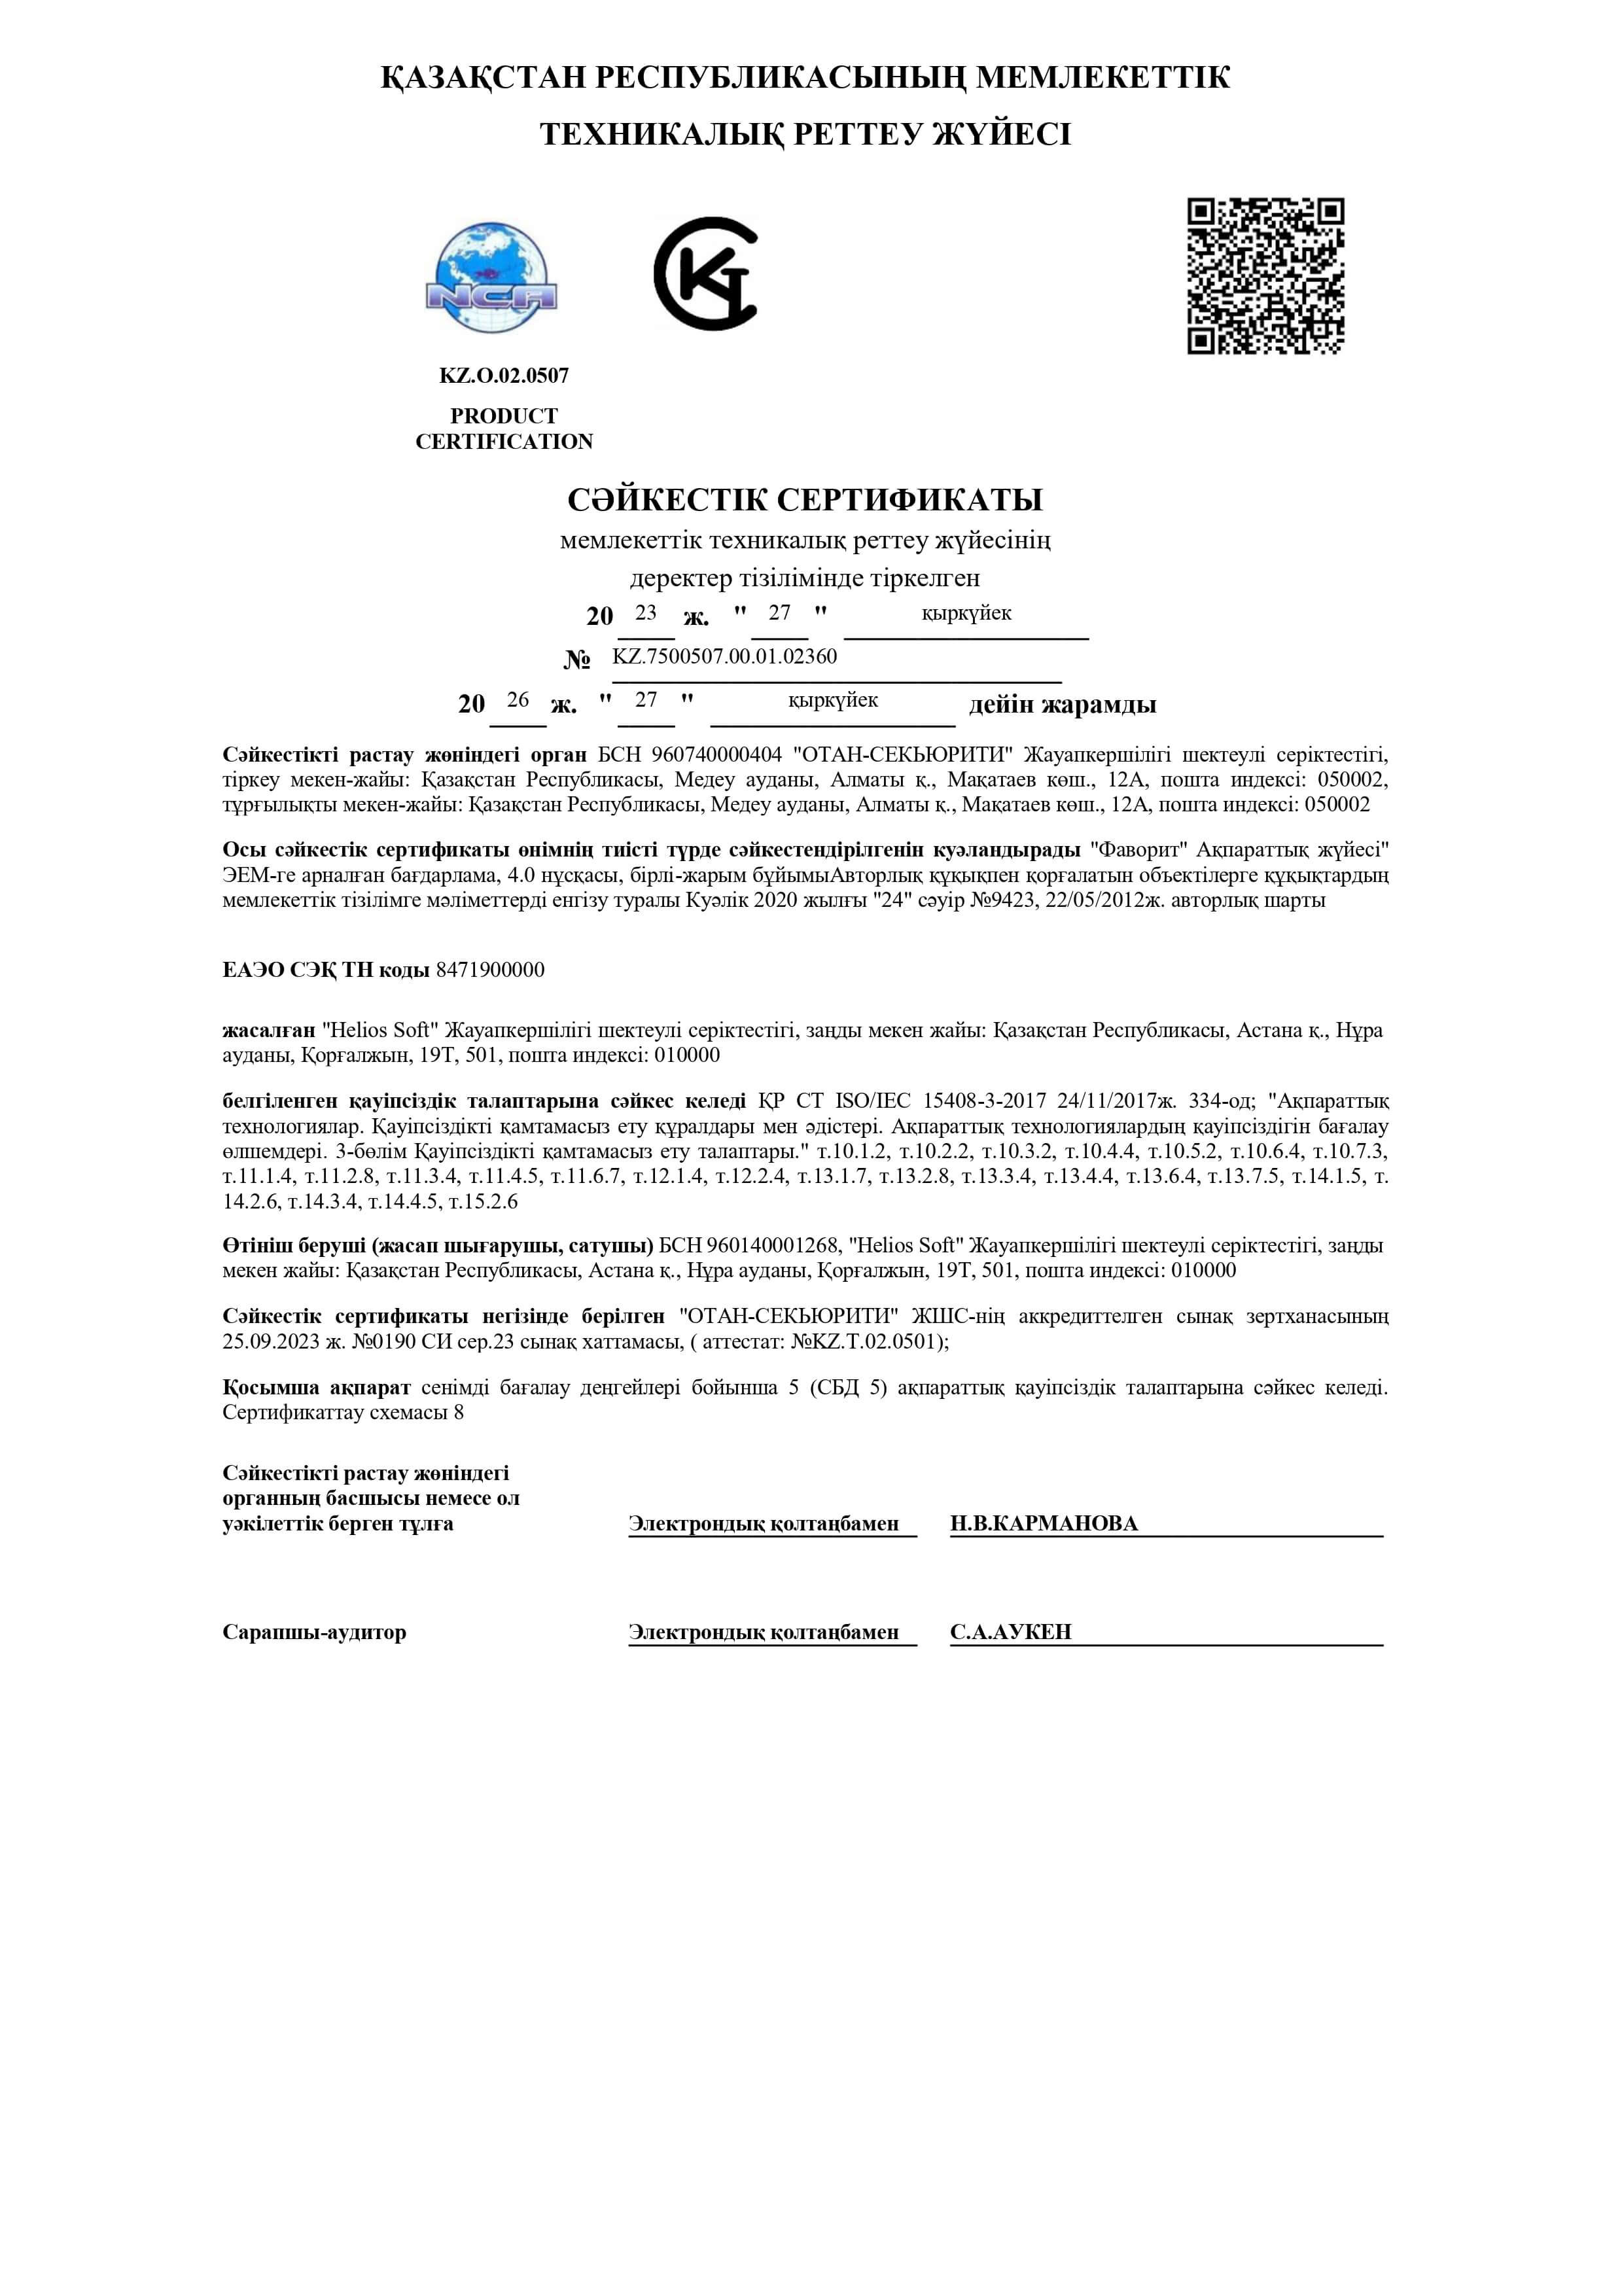 ҚАЗАҚСТАН РЕСПУБЛИКАСЫНЫҢ МЕМЛЕКЕТТІК
ТЕХНИКАЛЫҚ РЕТТЕУ ЖҮЙЕСІ
NCA
KZ.O.02.0507
PRODUCT
CERTIFICATION
СӘЙКЕСТІК СЕРТИФИКАТЫ
мемлекеттік техникалық реттеу жүйесінің
деректер тізілімінде тіркелген
20 23 ж. " 27 " қыркүйек
№ KZ.7500507.00.01.02360
20 26 ж. " 27 " қыркүйек дейін жарамды
Сәйкестікті растау жөніндегі орган БСН 960740000404 "ОТАН-СЕКЬЮРИТИ" Жауапкершілігі шектеулі серіктестігі,
тіркеу мекен-жайы: Қазақстан Республикасы, Медеу ауданы, Алматы қ., Мақатаев көш., 12А, пошта индексі: 050002,
тұрғылықты мекен-жайы: Қазақстан Республикасы, Медеу ауданы, Алматы қ., Мақатаев көш., 12А, пошта индексі: 050002
Осы сәйкестік сертификаты өнімнің тиісті түрде сәйкестендірілгенін куәландырады "Фаворит" Ақпараттық жүйесі"
ЭЕМ-ге арналған бағдарлама, 4.0 нұсқасы, бірлі-жарым бұйымыАвторлық құқықпен қорғалатын объектілерге құқықтардың
мемлекеттік тізілімге мәліметтерді енгізу туралы Куәлік 2020 жылғы "24" сәуір №9423, 22/05/2012ж. авторлық шарты
ЕАЭО СЭҚ ТН коды 8471900000
жасалған "Helios Soft" Жауапкершілігі шектеулі серіктестігі, заңды мекен жайы: Қазақстан Республикасы, Астана қ., Нұра
ауданы, Қорғалжын, 19Т, 501, пошта индексі: 010000
белгіленген қауіпсіздік талаптарына сәйкес келеді ҚР СТ ISO/IEC 15408-3-2017 24/11/2017ж. 334-од; "Ақпараттық
технологиялар. Қауіпсіздікті қамтамасыз ету құралдары мен әдістері. Ақпараттық технологиялардың қауіпсіздігін бағалау
өлшемдері. 3-бөлім Қауіпсіздікті қамтамасыз ету талаптары." т.10.1.2, т.10.2.2, т.10.3.2, т.10.4.4, т.10.5.2, т.10.6.4, т.10.7.3,
т.11.1.4, т.11.2.8, т.11.3.4, т.11.4.5, т.11.6.7, т.12.1.4, т.12.2.4, т.13.1.7, т.13.2.8, т.13.3.4, т.13.4.4, т.13.6.4, т.13.7.5, т.14.1.5, т.
14.2.6, т.14.3.4, т.14.4.5, т.15.2.6
Өтініш беруші (жасап шығарушы, сатушы) БСН 960140001268, "Helios Soft" Жауапкершілігі шектеулі серіктестігі, заңды
мекен жайы: Қазақстан Республикасы, Астана қ., Нұра ауданы, Қорғалжын, 19Т, 501, пошта индексі: 010000
Сәйкестік сертификаты негізінде берілген "ОТАН-СЕКЬЮРИТИ" ЖШС-нің аккредиттелген сынақ зертханасының
25.09.2023 ж. №0190 СИ сер.23 сынақ хаттамасы, ( аттестат: №KZ.T.02.0501);
Қосымша ақпарат сенімді бағалау деңгейлері бойынша 5 (СБД 5) ақпараттық қауіпсіздік талаптарына сәйкес келеді.
Сертификаттау схемасы 8
Сәйкестікті растау жөніндегі
органның басшысы немесе ол
уәкілеттік берген тұлға Электрондық қолтаңбамен Н.В.КАРМАНОВА
Сарапшы-аудитор Электрондық қолтаңбамен С.А.АУКЕН